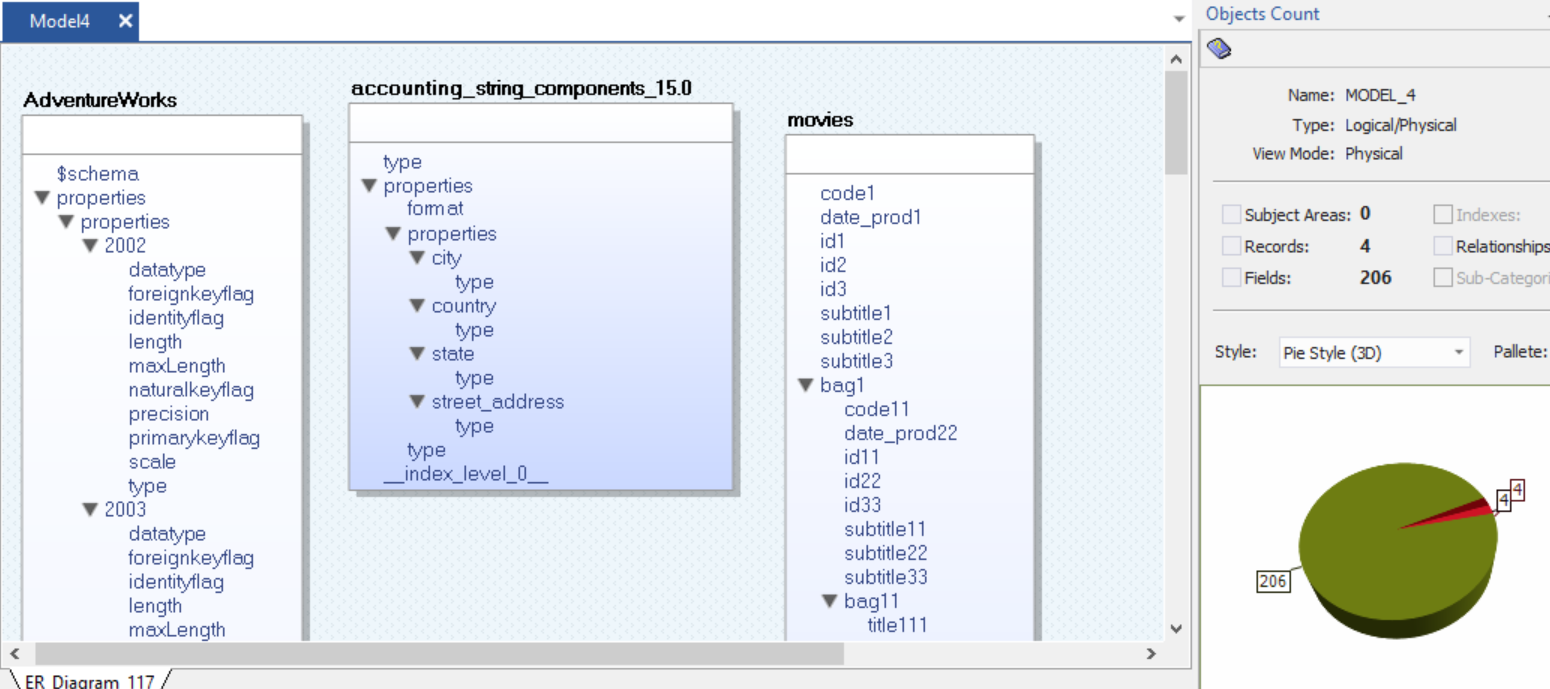 Model4
AdventureWorks
$schema
properties
properties
2002
datatype
foreignkeyflag
identityflag
length
maxLength
naturalkeyflag
precision
primarykeyflag
scale
type
2003
datatype
foreignkeyflag
identityflag
length
maxLength
accounting_string_components_15.0
type
properties
format
properties
city
type
country
type
state
type
street_address
type
type
__index_level_0__
movies
code1
date_prod1
id1
id2
id3
subtitle1
subtitle2
subtitle3
bag1
code11
date_prod22
id11
id22
id33
subtitle11
subtitle22
subtitle33
bag11
title111
ER_Diagram_117
Objects Count
Name: MODEL_4
Type: Logical/Physical
View Mode: Physical
Subject Areas: 0 Indexes:
Records: 4 Relationships
Fields: 206 Sub-Categori
Style: Pie Style (3D) Pallete:
4
4
206